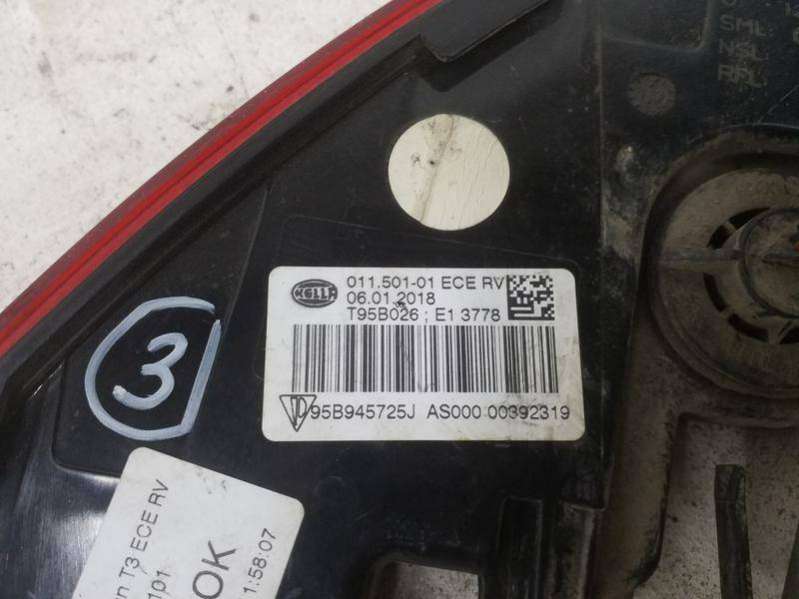 SML:
NSL:
RFL:
HELLA
011.501-01 ECE RV
06.01.2018
T95B026 ; E1 3778
95B945725J AS000 00392319
3
T3 ECE RV
OK
1:58:07